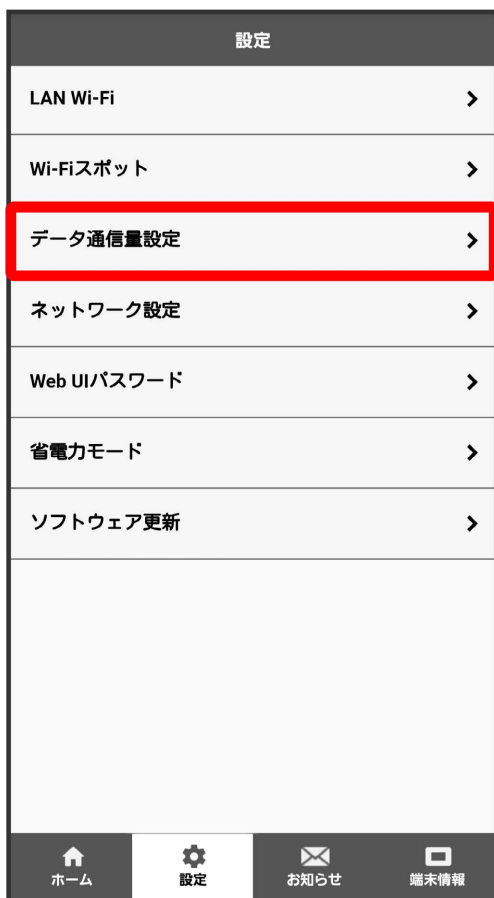 設定
LAN Wi-Fi
Wi-Fiスポット
データ通信量設定
ネットワーク設定
Web UIパスワード
省電力モード
ソフトウェア更新
ホーム 設定 お知らせ 端末情報